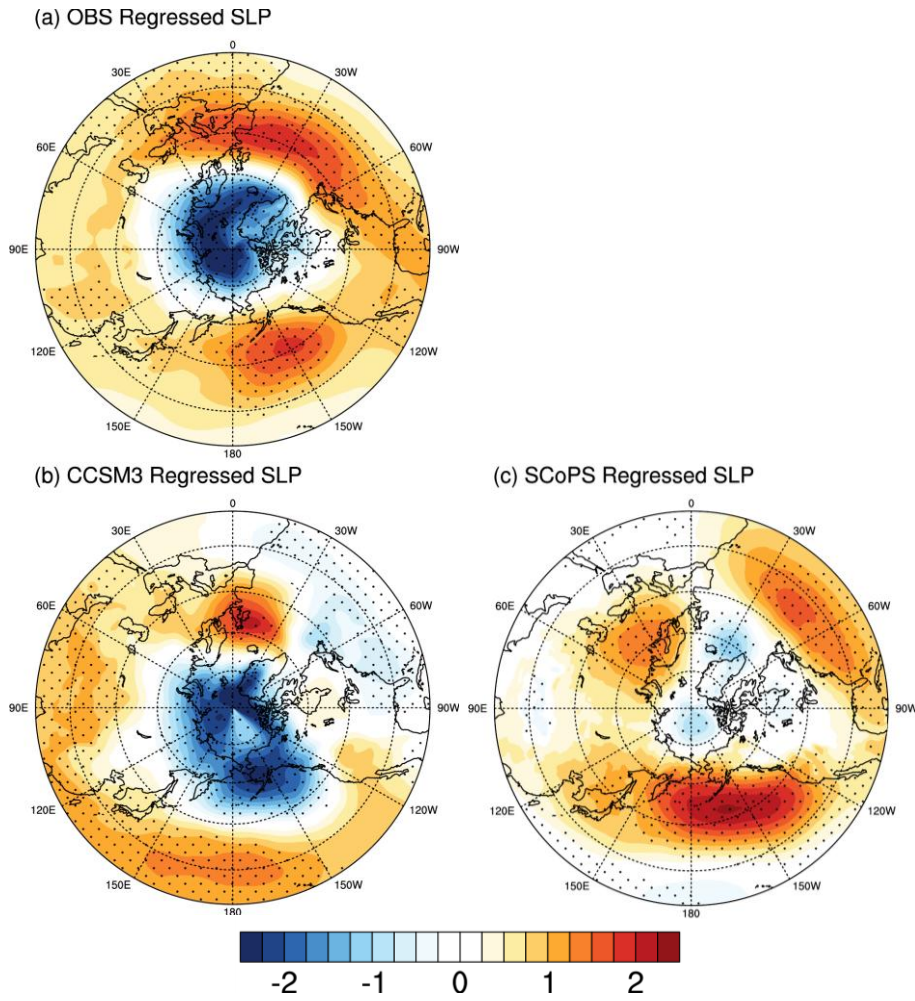 (a) OBS Regressed SLP
0
30E 30W
60E 60W
90E 90W
120E 120W
150E 150W
180
(b) CCSM3 Regressed SLP
(c) SCoPS Regressed SLP
0 0
30E 30W 30E 30W
60E 60W 60E 60W
90E 90W 90E 90W
120E 120W 120E 120W
150E 150W 150E 150W
180 180
-2 -1 0 1 2